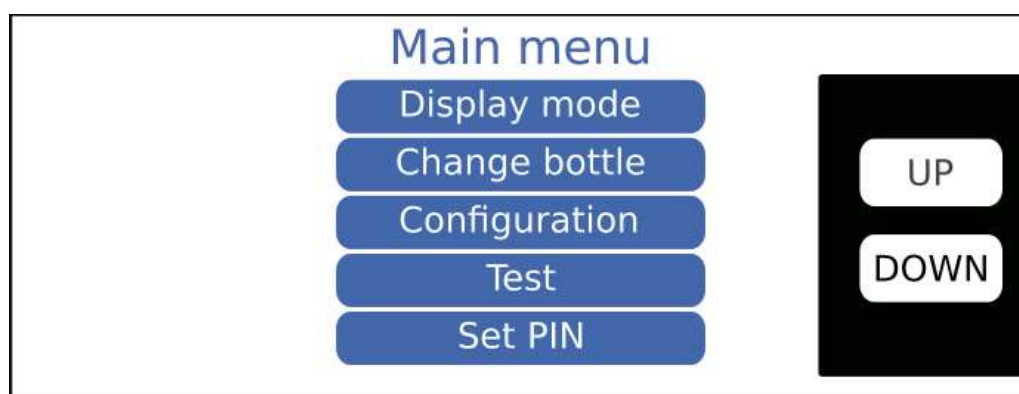 Main menu
Display mode
Change bottle
Configuration
Test
Set PIN
UP
DOWN